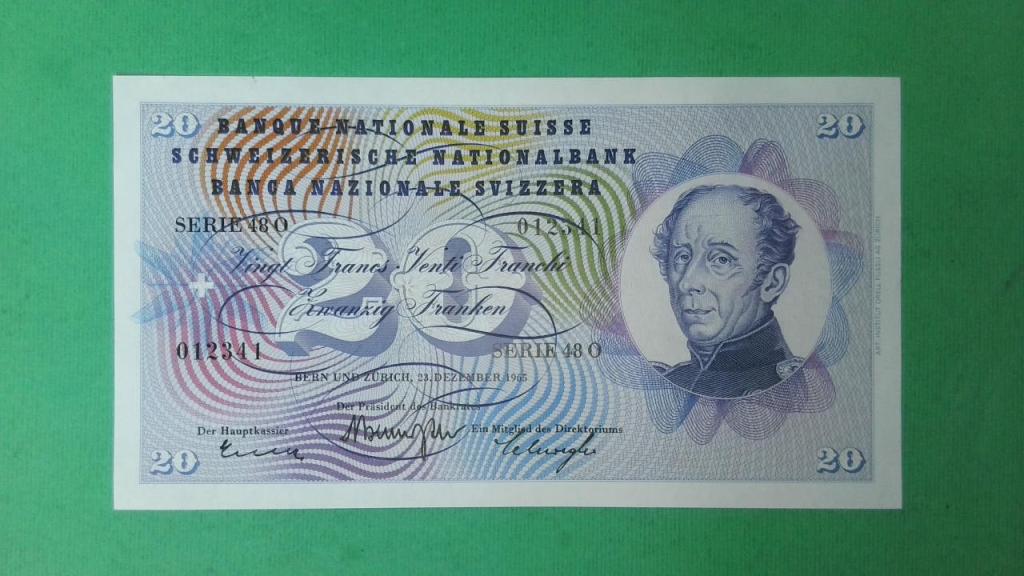 20 20
BANQUE NATIONALE SUISSE
SCHWEIZERISCHE NATIONALBANK
BANCA NAZIONALE SVIZZERA
SERIE 48 O 012341
20
Vingt Francs Venti Franchi
Zwanzig Franken
012341 SERIE 48 O
BERN UND ZÜRICH, 23. DEZEMBER 1965
Der Präsident des Bankrates
Der Hauptkassier Ein Mitglied des Direktoriums
20 20